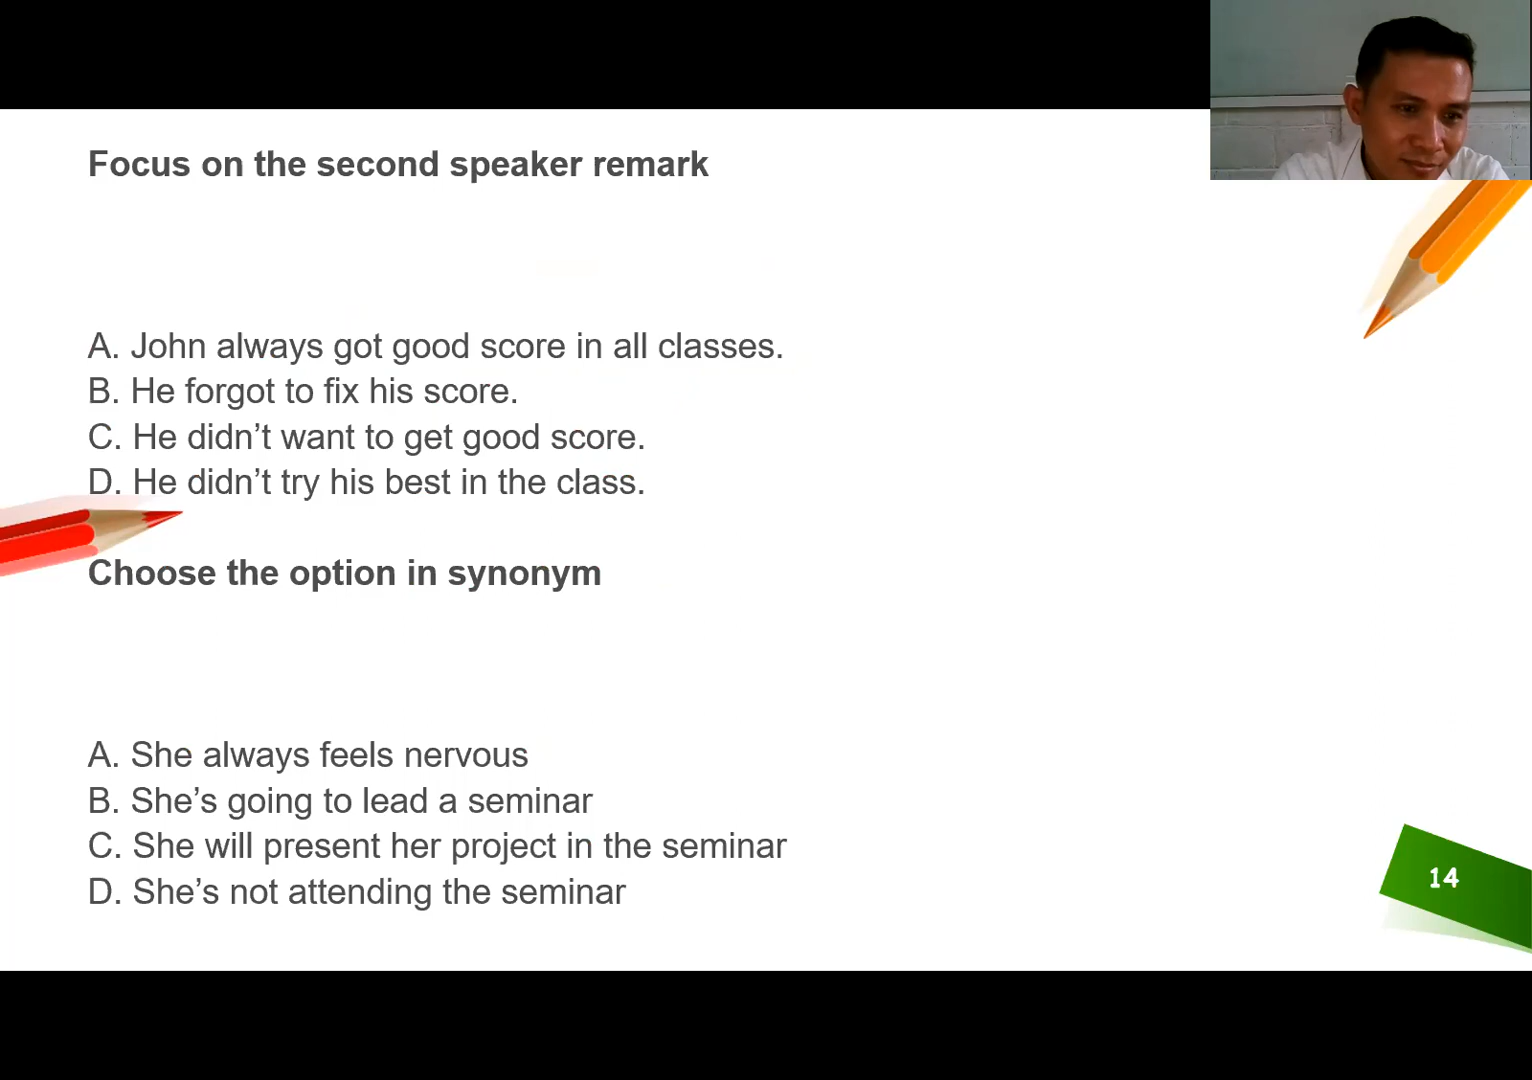 Focus on the second speaker remark
A. John always got good score in all classes.
B. He forgot to fix his score.
C. He didn’t want to get good score.
D. He didn’t try his best in the class.
Choose the option in synonym
A. She always feels nervous
B. She’s going to lead a seminar
C. She will present her project in the seminar
D. She’s not attending the seminar
14